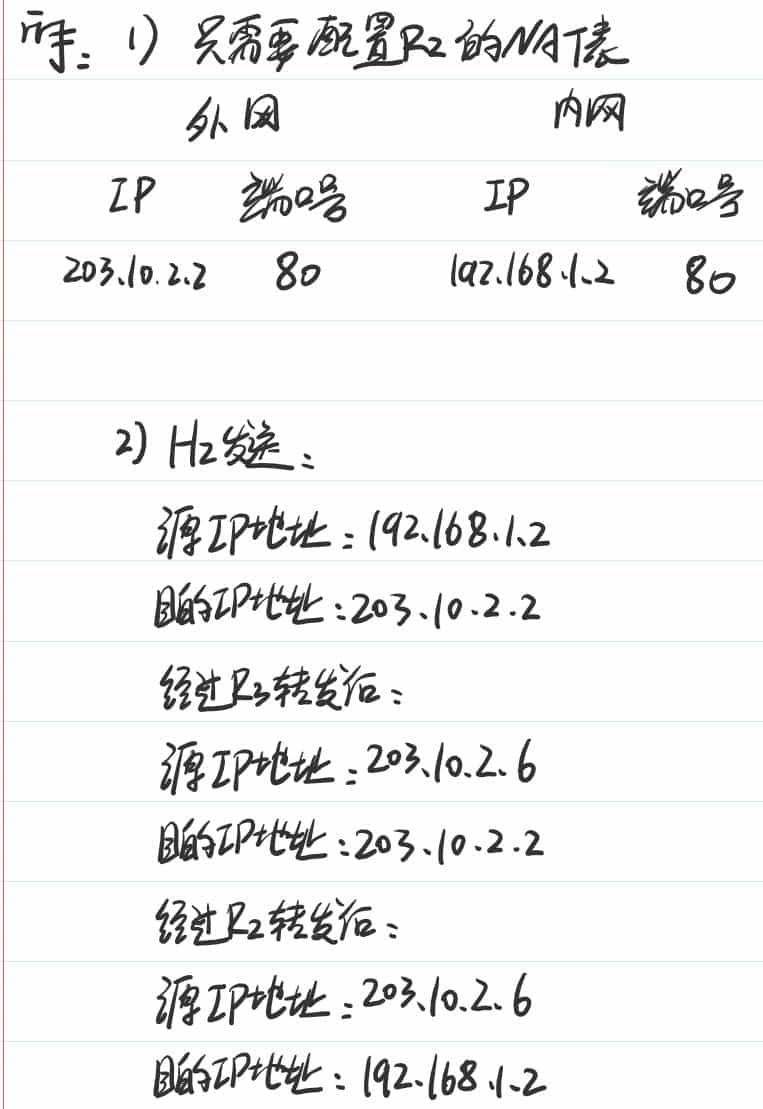 解：1) 只需要配置R2的NAT表
外网 内网
IP 端口号 IP 端口号
203.10.2.2 80 192.168.1.2 80
2) H2发送：
源IP地址：192.168.1.2
目的IP地址：203.10.2.2
经过R3转发后：
源IP地址：203.10.2.6
目的IP地址：203.10.2.2
经过R2转发后：
源IP地址：203.10.2.6
目的IP地址：192.168.1.2